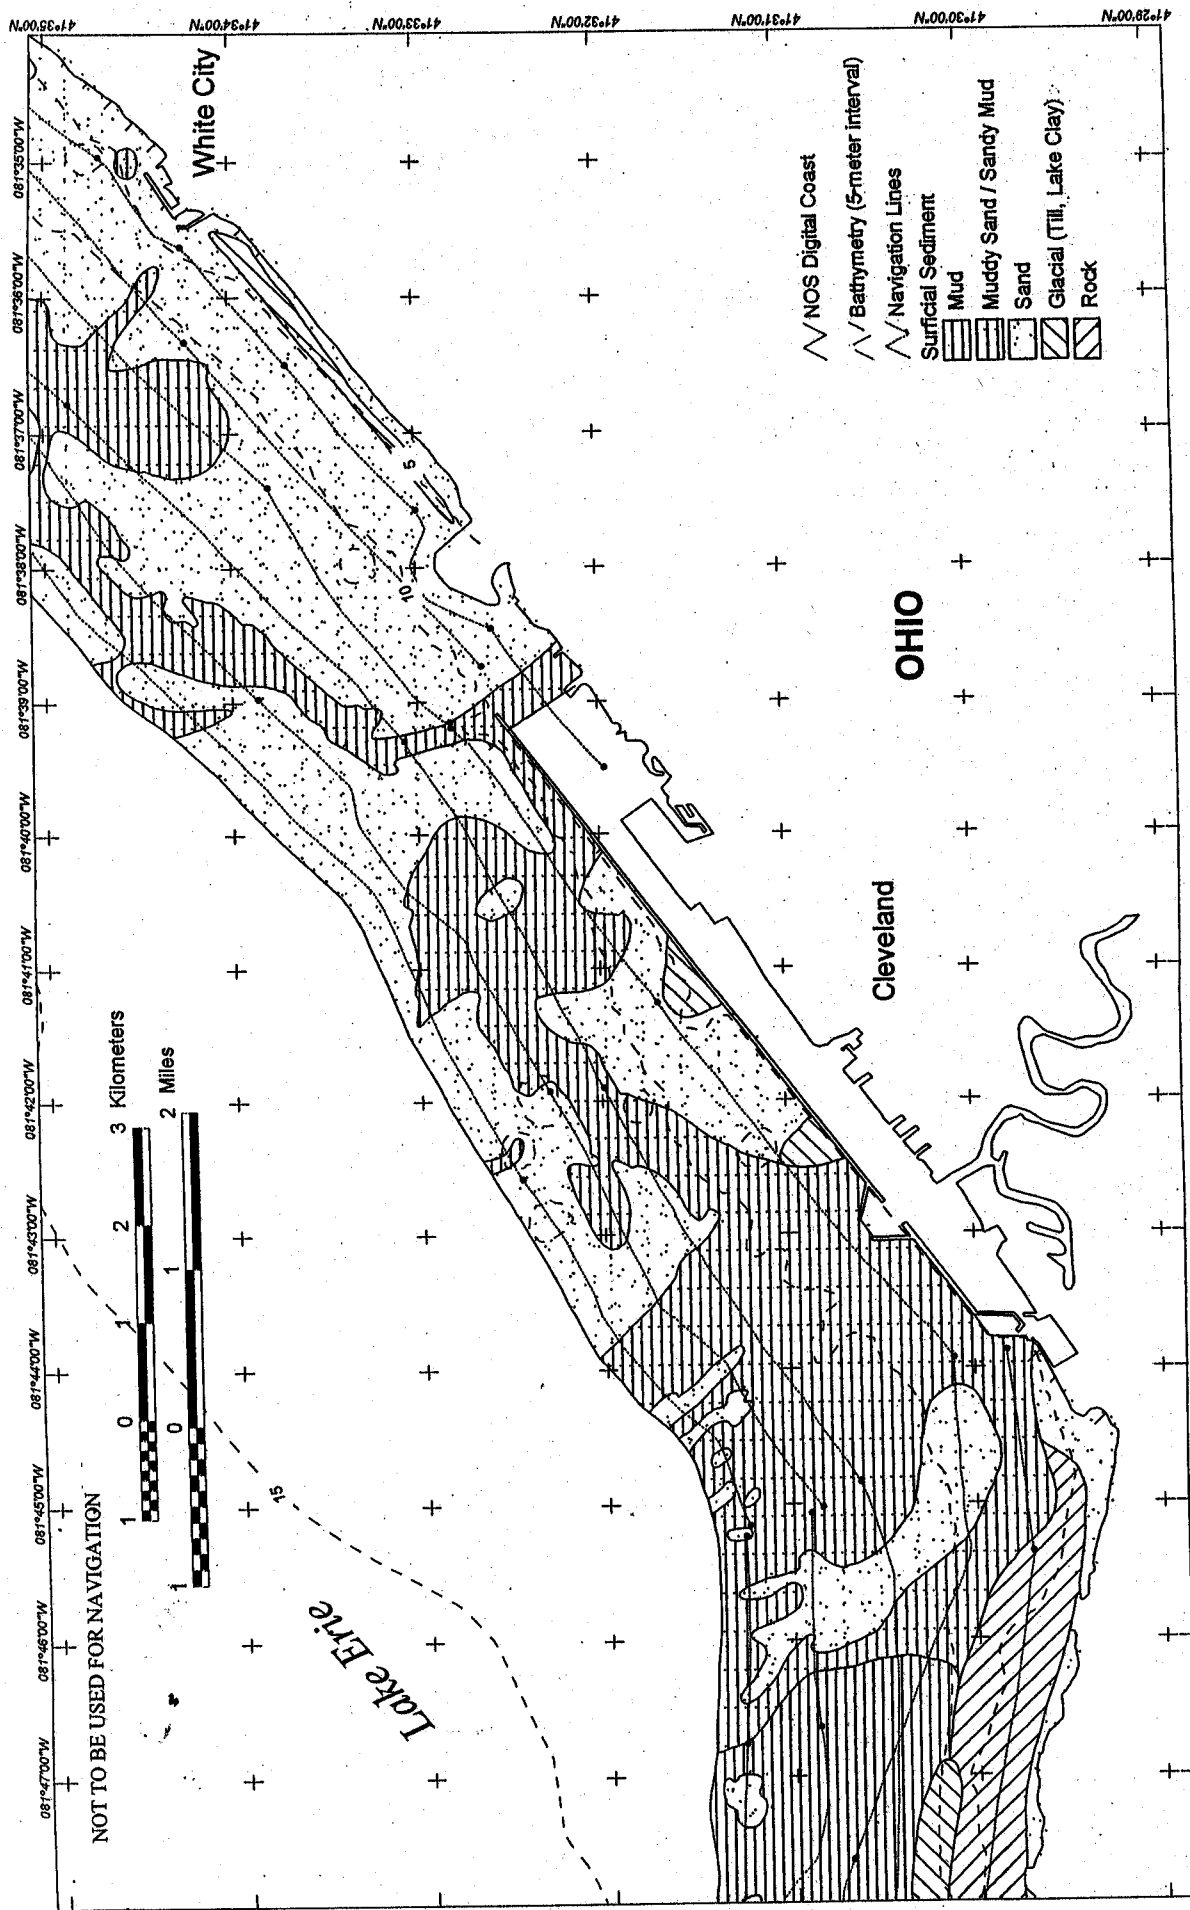 NOT TO BE USED FOR NAVIGATION
1 0 1 2 3 Kilometers
1 0 1 2 Miles
081°47'00"W
081°46'00"W
081°45'00"W
081°44'00"W
081°43'00"W
081°42'00"W
081°41'00"W
081°40'00"W
081°39'00"W
081°38'00"W
081°37'00"W
081°36'00"W
081°35'00"W
41°35'00"N
41°34'00"N
41°33'00"N
41°32'00"N
41°31'00"N
41°30'00"N
41°29'00"N
White City
Lake Erie
15
10
5
Cleveland
OHIO
NOS Digital Coast
Bathymetry (5-meter interval)
Navigation Lines
Surficial Sediment
Mud
Muddy Sand / Sandy Mud
Sand
Glacial (Till, Lake Clay)
Rock